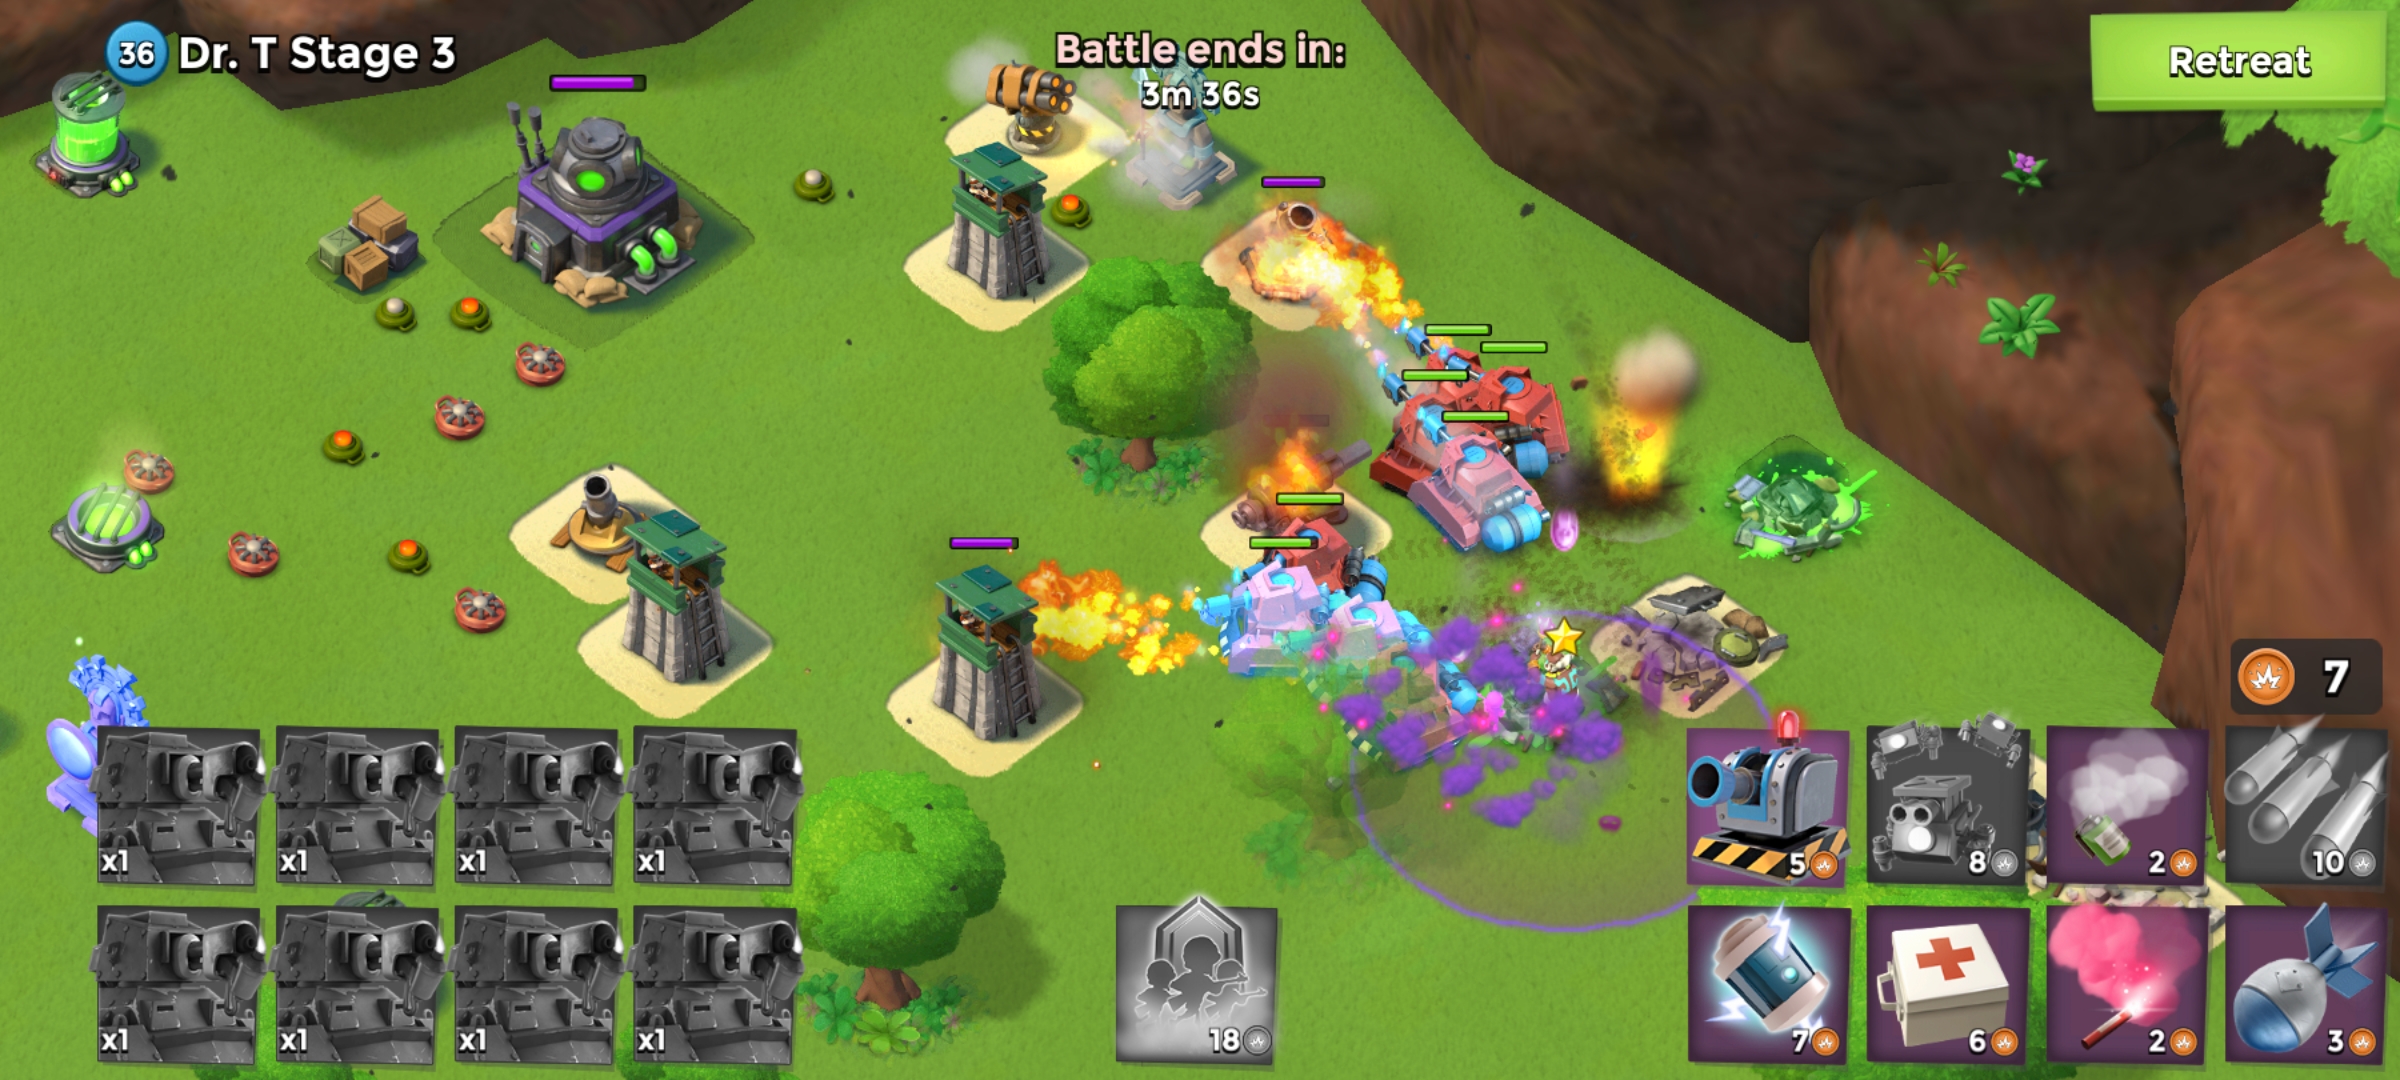 36 Dr. T Stage 3
Battle ends in:
3m 36s
Retreat
7
x1 x1 x1 x1
5 8 2 10
x1 x1 x1 x1
18
7 6 2 3